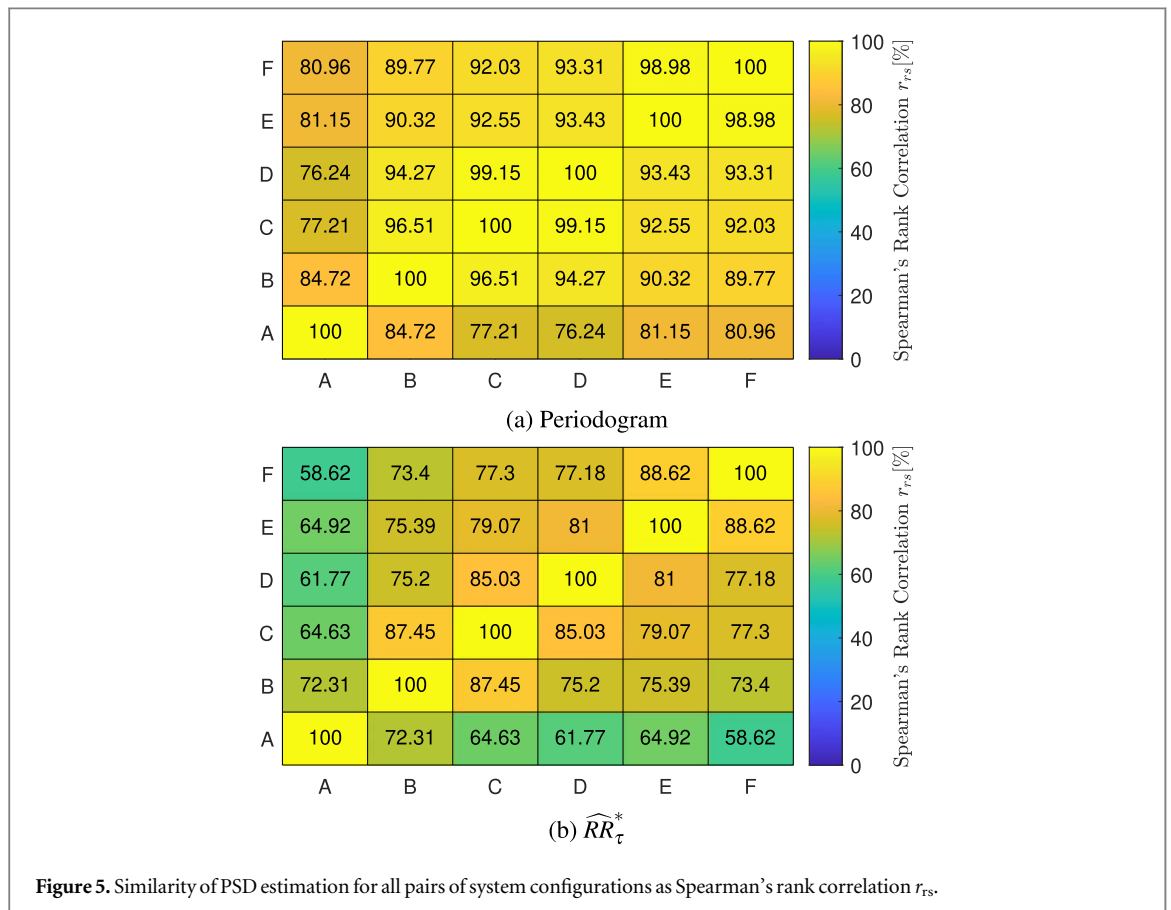 F 80.96 89.77 92.03 93.31 98.98 100
E 81.15 90.32 92.55 93.43 100 98.98
D 76.24 94.27 99.15 100 93.43 93.31
C 77.21 96.51 100 99.15 92.55 92.03
B 84.72 100 96.51 94.27 90.32 89.77
A 100 84.72 77.21 76.24 81.15 80.96
A B C D E F
100
80
60
40
20
0
Spearman's Rank Correlation r_rs[%]
(a) Periodogram
F 58.62 73.4 77.3 77.18 88.62 100
E 64.92 75.39 79.07 81 100 88.62
D 61.77 75.2 85.03 100 81 77.18
C 64.63 87.45 100 85.03 79.07 77.3
B 72.31 100 87.45 75.2 75.39 73.4
A 100 72.31 64.63 61.77 64.92 58.62
A B C D E F
100
80
60
40
20
0
Spearman's Rank Correlation r_rs[%]
(b) \widehat{RR}^*_τ
Figure 5. Similarity of PSD estimation for all pairs of system configurations as Spearman's rank correlation r_rs.